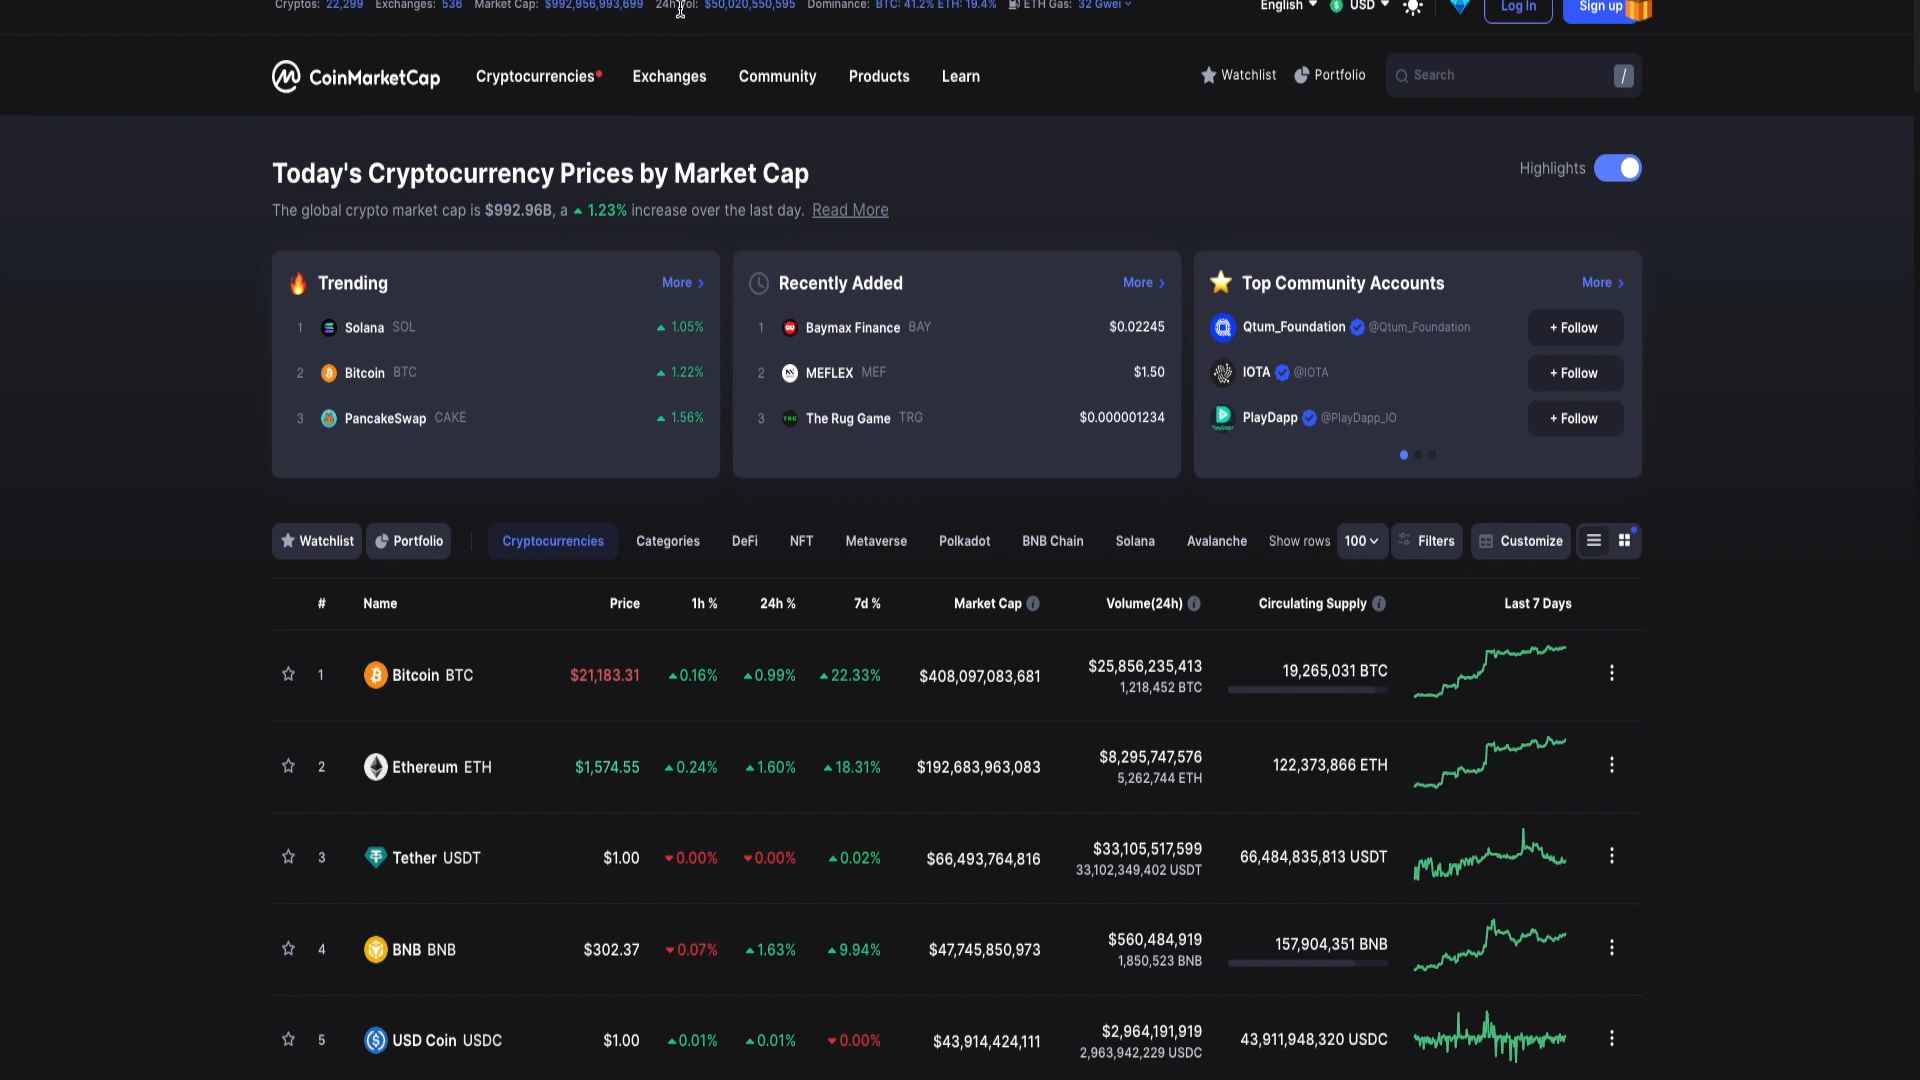 Cryptos: 22,299 Exchanges: 536 Market Cap: $992,956,993,699 24h Vol: $50,020,550,595 Dominance: BTC: 41.2% ETH: 19.4% ETH Gas: 32 Gwei English USD Log In Sign up
CoinMarketCap Cryptocurrencies Exchanges Community Products Learn Watchlist Portfolio Search /
Today's Cryptocurrency Prices by Market Cap Highlights
The global crypto market cap is $992.96B, a 1.23% increase over the last day. Read More
Trending More
1 Solana SOL 1.05%
2 Bitcoin BTC 1.22%
3 PancakeSwap CAKE 1.56%
Recently Added More
1 Baymax Finance BAY $0.02245
2 MEFLEX MEF $1.50
3 The Rug Game TRG $0.000001234
Top Community Accounts More
Qtum_Foundation @Qtum_Foundation + Follow
IOTA @IOTA + Follow
PlayDapp @PlayDapp_IO + Follow
Watchlist Portfolio Cryptocurrencies Categories DeFi NFT Metaverse Polkadot BNB Chain Solana Avalanche Show rows 100 Filters Customize
# Name Price 1h % 24h % 7d % Market Cap Volume(24h) Circulating Supply Last 7 Days
1 Bitcoin BTC $21,183.31 0.16% 0.99% 22.33% $408,097,083,681 $25,856,235,413 19,265,031 BTC
1,218,452 BTC
2 Ethereum ETH $1,574.55 0.24% 1.60% 18.31% $192,683,963,083 $8,295,747,576 122,373,866 ETH
5,262,744 ETH
3 Tether USDT $1.00 0.00% 0.00% 0.02% $66,493,764,816 $33,105,517,599 66,484,835,813 USDT
33,102,349,402 USDT
4 BNB BNB $302.37 0.07% 1.63% 9.94% $47,745,850,973 $560,484,919 157,904,351 BNB
1,850,523 BNB
5 USD Coin USDC $1.00 0.01% 0.01% 0.00% $43,914,424,111 $2,964,191,919 43,911,948,320 USDC
2,963,942,229 USDC